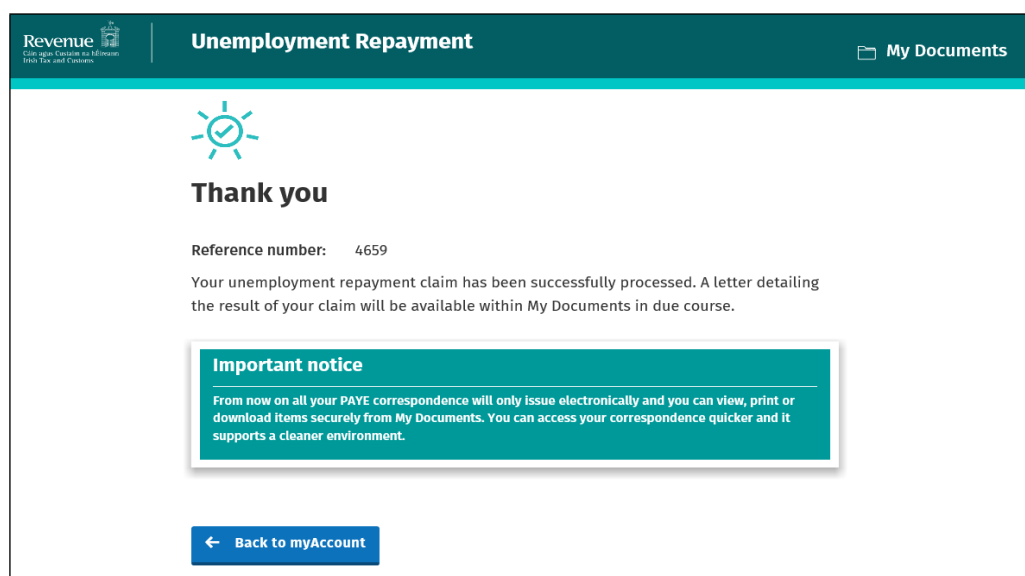 Revenue
Cáin agus Custaim na hÉireann
Irish Tax and Customs
Unemployment Repayment
My Documents
Thank you
Reference number: 4659
Your unemployment repayment claim has been successfully processed. A letter detailing
the result of your claim will be available within My Documents in due course.
Important notice
From now on all your PAYE correspondence will only issue electronically and you can view, print or
download items securely from My Documents. You can access your correspondence quicker and it
supports a cleaner environment.
Back to myAccount